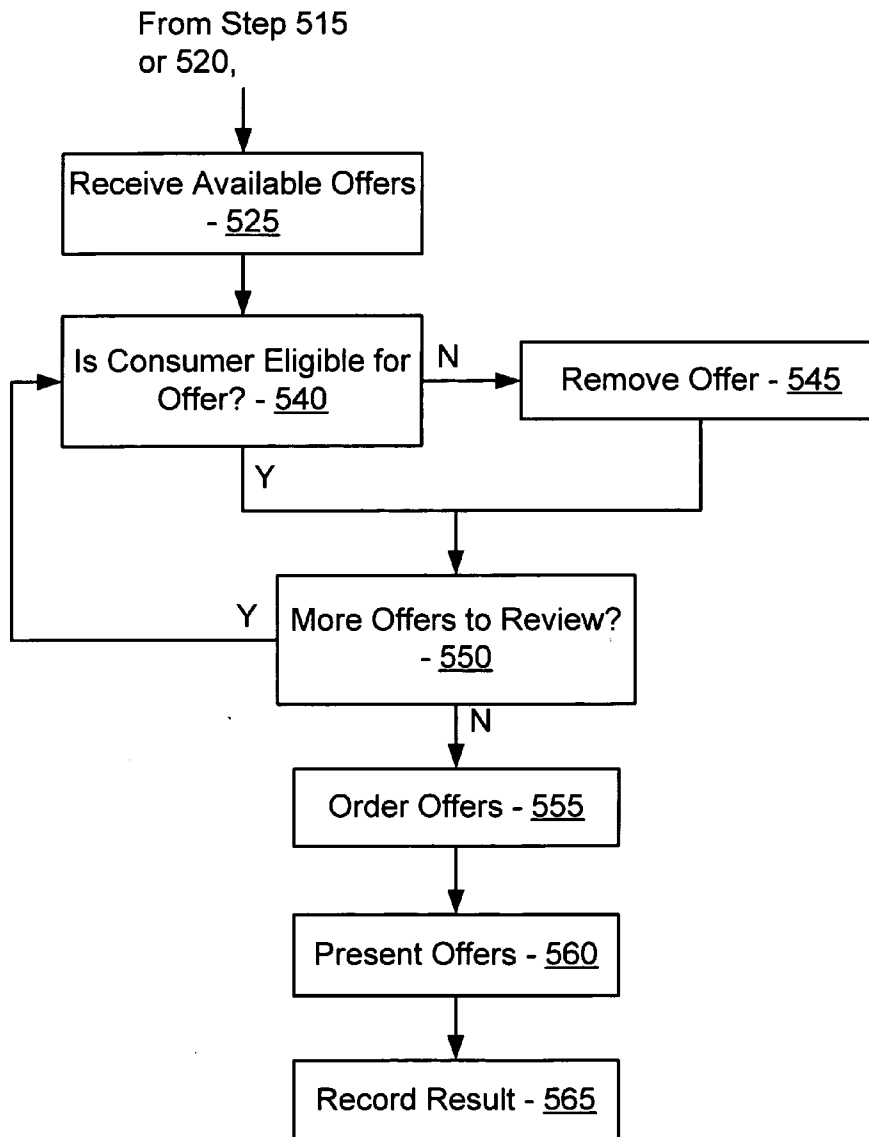 From Step 515
or 520,
Receive Available Offers
- 525
Is Consumer Eligible for
Offer? - 540
N
Remove Offer - 545
Y
Y
More Offers to Review?
- 550
N
Order Offers - 555
Present Offers - 560
Record Result - 565